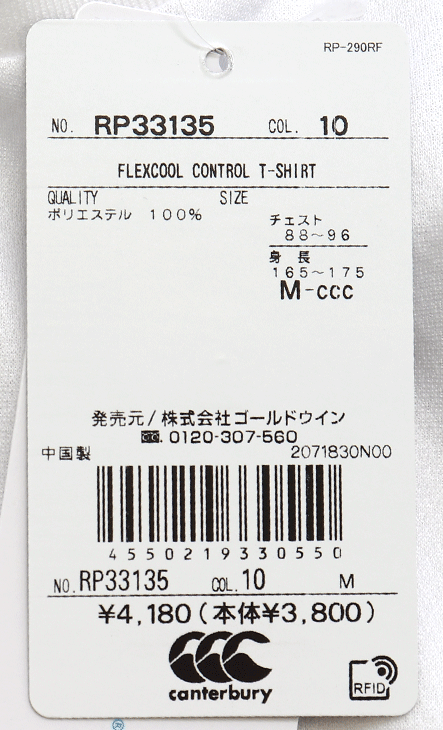 RP-290RF
NO. RP33135 COL. 10
FLEXCOOL CONTROL T-SHIRT
QUALITY SIZE
ポリエステル 100%
チェスト
88~96
身長
165~175
M-ccc
発売元/株式会社ゴールドウイン
0120-307-560
中国製 2071830N00
4550219330550
NO. RP33135 COL. 10 M
¥4,180(本体¥3,800)
canterbury
RFID
®